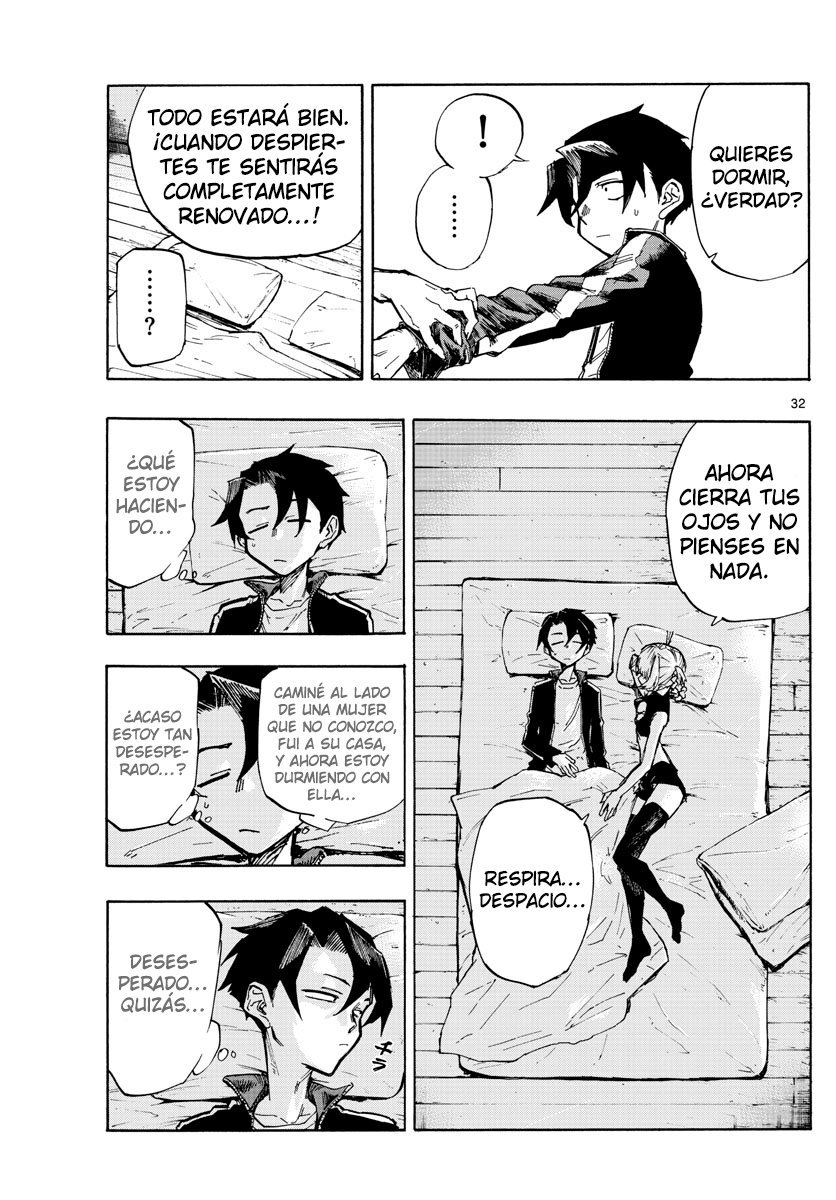 QUIERES
DORMIR,
¿VERDAD?
!
......
TODO ESTARÁ BIEN.
¡CUANDO DESPIER-
TES TE SENTIRÁS
COMPLETAMENTE
RENOVADO...!
......
?
32
AHORA
CIERRA TUS
OJOS Y NO
PIENSES EN
NADA.
RESPIRA...
DESPACIO...
¿QUÉ
ESTOY
HACIEN-
DO...
CAMINÉ AL LADO
DE UNA MUJER
QUE NO CONOZCO,
FUI A SU CASA,
Y AHORA ESTOY
DURMIENDO CON
ELLA...
¿ACASO
ESTOY TAN
DESESPE-
RADO...?
DESES-
PERADO...
QUIZÁS...
チラ